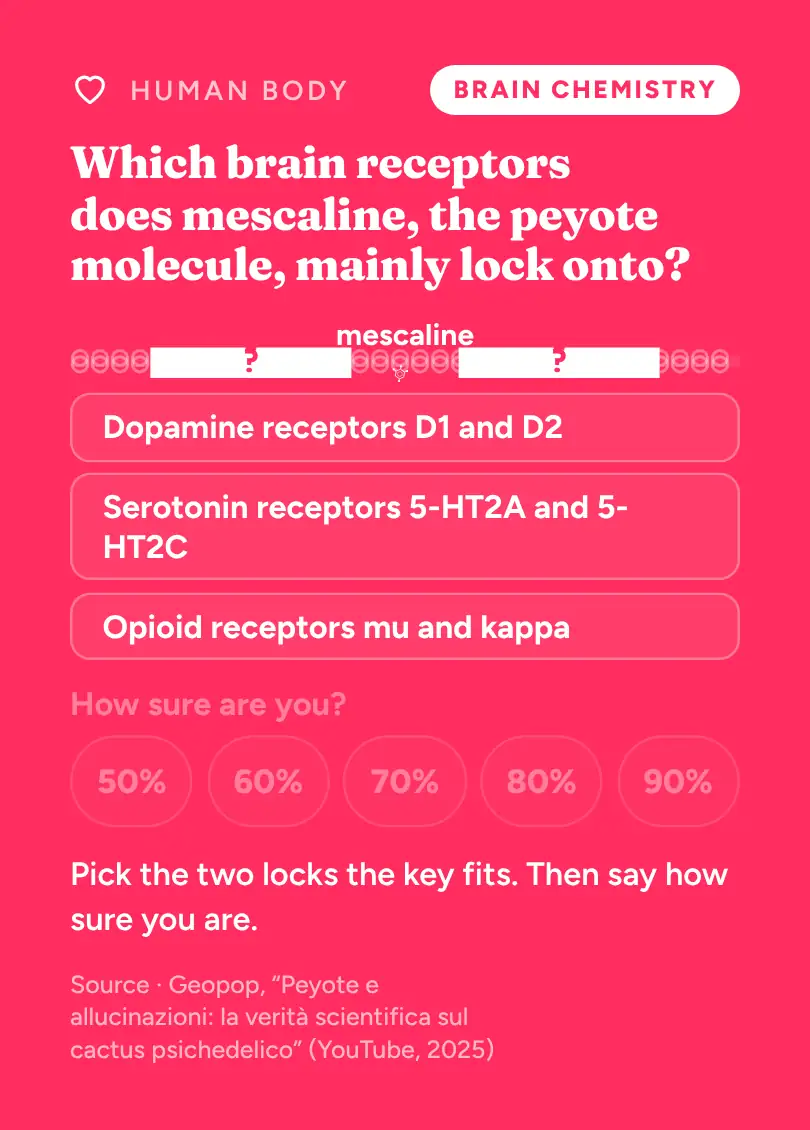 HUMAN BODY
BRAIN CHEMISTRY
Which brain receptors
does mescaline, the peyote
molecule, mainly lock onto?
mescaline
? ?
Dopamine receptors D1 and D2
Serotonin receptors 5-HT2A and 5-
HT2C
Opioid receptors mu and kappa
How sure are you?
50% 60% 70% 80% 90%
Pick the two locks the key fits. Then say how
sure you are.
Source · Geopop, “Peyote e
allucinazioni: la verità scientifica sul
cactus psichedelico” (YouTube, 2025)